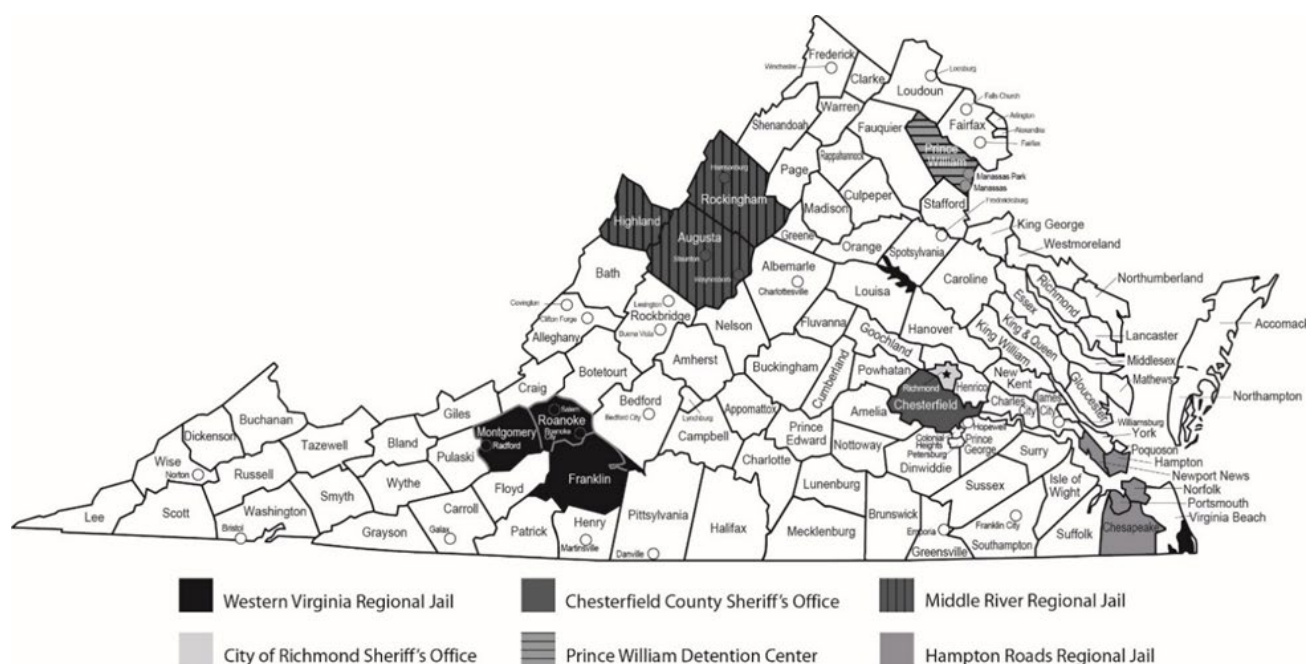 Frederick
Winchester
Clarke
Loudoun
Leesburg
Falls Church
Arlington
Alexandria
Fairfax
Fairfax
Warren
Shenandoah
Fauquier
Prince
William
Manassas Park
Manassas
Rappahannock
Page
Culpeper
Stafford
Fredericksburg
Harrisonburg
Rockingham
Madison
Highland
Augusta
Staunton
Waynesboro
Greene
Orange
Spotsylvania
King George
Westmoreland
Bath
Albemarle
Charlottesville
Louisa
Caroline
Richmond
Northumberland
Essex
Covington
Clifton Forge
Alleghany
Lexington
Rockbridge
Buena Vista
Nelson
Fluvanna
Goochland
Hanover
King William
King & Queen
Lancaster
Middlesex
Mathews
Accomack
Northampton
Amherst
Buckingham
Cumberland
Powhatan
Richmond
Henrico
New
Kent
Charles
City
James
City
Gloucester
Williamsburg
York
Poquoson
Hampton
Newport News
Norfolk
Portsmouth
Virginia Beach
Chesapeake
Craig
Botetourt
Bedford
Bedford City
Lynchburg
Appomattox
Amelia
Chesterfield
Hopewell
Colonial
Heights
Petersburg
Prince
George
Surry
Buchanan
Dickenson
Wise
Norton
Tazewell
Giles
Bland
Pulaski
Montgomery
Radford
Salem
Roanoke
Roanoke
City
Franklin
Campbell
Prince
Edward
Nottoway
Dinwiddie
Charlotte
Lunenburg
Sussex
Isle of
Wight
Lee
Scott
Russell
Washington
Bristol
Smyth
Wythe
Grayson
Carroll
Galax
Floyd
Patrick
Henry
Martinsville
Pittsylvania
Danville
Halifax
Mecklenburg
Brunswick
Emporia
Greensville
Franklin City
Southampton
Suffolk
Western Virginia Regional Jail
Chesterfield County Sheriff's Office
Middle River Regional Jail
City of Richmond Sheriff's Office
Prince William Detention Center
Hampton Roads Regional Jail